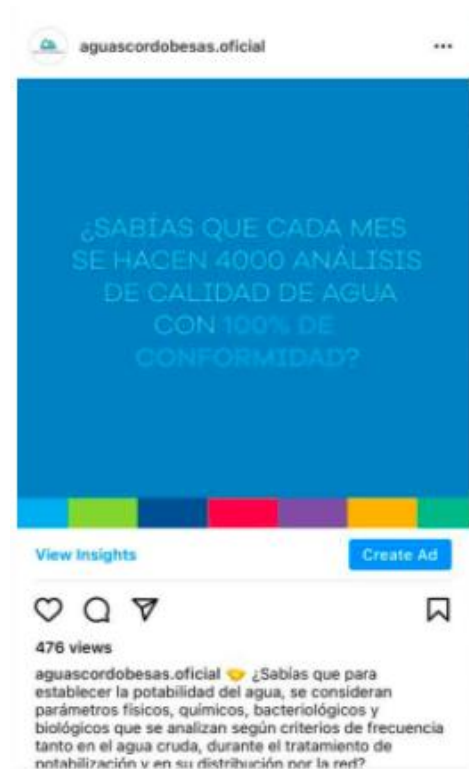 aguascordobesas.oficial
¿SABÍAS QUE CADA MES
SE HACEN 4000 ANÁLISIS
DE CALIDAD DE AGUA
CON 100% DE
CONFORMIDAD?
View Insights
Create Ad
476 views
aguascordobesas.oficial 🤝 ¿Sabías que para
establecer la potabilidad del agua, se consideran
parámetros físicos, químicos, bacteriológicos y
biológicos que se analizan según criterios de frecuencia
tanto en el agua cruda, durante el tratamiento de
potabilización y en su distribución por la red?